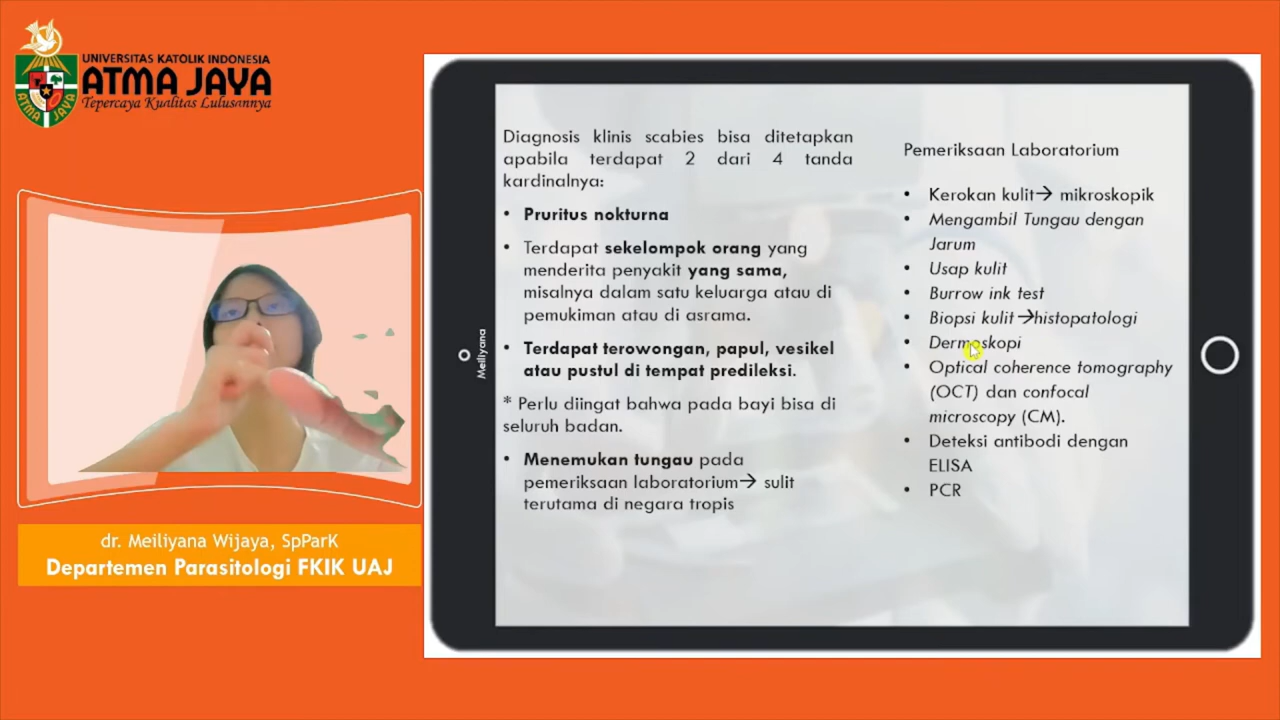 UNIVERSITAS KATOLIK INDONESIA
ATMA JAYA
Tepercaya Kualitas Lulusannya
ATMA JAYA
dr. Meiliyana Wijaya, SpParK
Departemen Parasitologi FKIK UAJ
Meiliyana
Diagnosis klinis scabies bisa ditetapkan
apabila terdapat 2 dari 4 tanda
kardinalnya:
• Pruritus nokturna
• Terdapat sekelompok orang yang
menderita penyakit yang sama,
misalnya dalam satu keluarga atau di
pemukiman atau di asrama.
• Terdapat terowongan, papul, vesikel
atau pustul di tempat predileksi.
* Perlu diingat bahwa pada bayi bisa di
seluruh badan.
• Menemukan tungau pada
pemeriksaan laboratorium→ sulit
terutama di negara tropis
Pemeriksaan Laboratorium
• Kerokan kulit→ mikroskopik
• Mengambil Tungau dengan
Jarum
• Usap kulit
• Burrow ink test
• Biopsi kulit→histopatologi
• Dermoskopi
• Optical coherence tomography
(OCT) dan confocal
microscopy (CM).
• Deteksi antibodi dengan
ELISA
• PCR